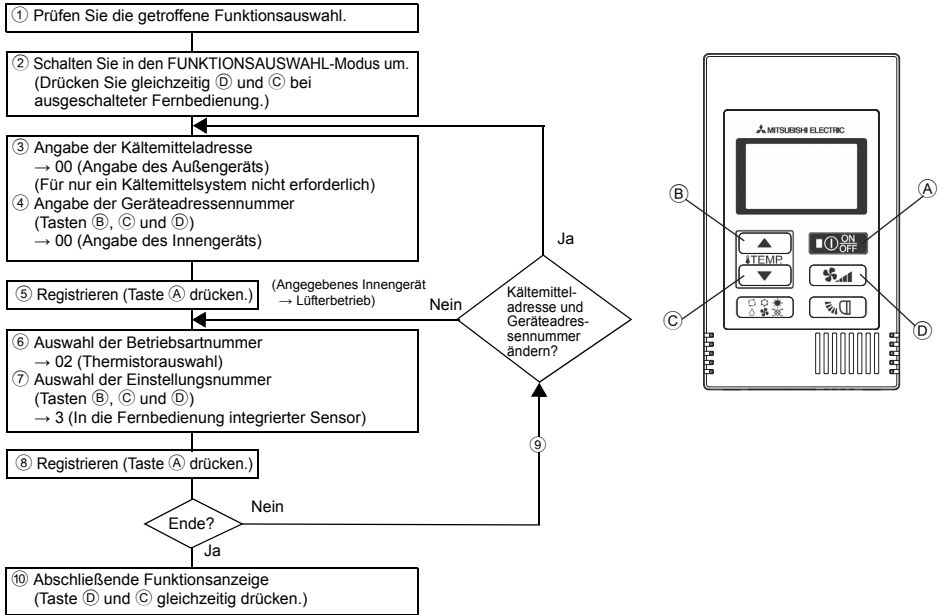 ① Prüfen Sie die getroffene Funktionsauswahl.
② Schalten Sie in den FUNKTIONSAUSWAHL-Modus um.
(Drücken Sie gleichzeitig Ⓓ und Ⓒ bei
ausgeschalteter Fernbedienung.)
③ Angabe der Kältemitteladresse
→ 00 (Angabe des Außengeräts)
(Für nur ein Kältemittelsystem nicht erforderlich)
④ Angabe der Geräteadressennummer
(Tasten Ⓑ, Ⓒ und Ⓓ)
→ 00 (Angabe des Innengeräts)
⑤ Registrieren (Taste Ⓐ drücken.)
(Angegebenes Innengerät
→ Lüfterbetrieb)
Nein
Ja
Kältemittel-
adresse und
Geräteadres-
sennummer
ändern?
⑥ Auswahl der Betriebsartnummer
→ 02 (Thermistorauswahl)
⑦ Auswahl der Einstellungsnummer
(Tasten Ⓑ, Ⓒ und Ⓓ)
→ 3 (In die Fernbedienung integrierter Sensor)
⑧ Registrieren (Taste Ⓐ drücken.)
⑨
Ende?
Nein
Ja
⑩ Abschließende Funktionsanzeige
(Taste Ⓓ und Ⓒ gleichzeitig drücken.)
MITSUBISHI ELECTRIC
Ⓑ
Ⓐ
ON
OFF
TEMP.
Ⓒ
Ⓓ